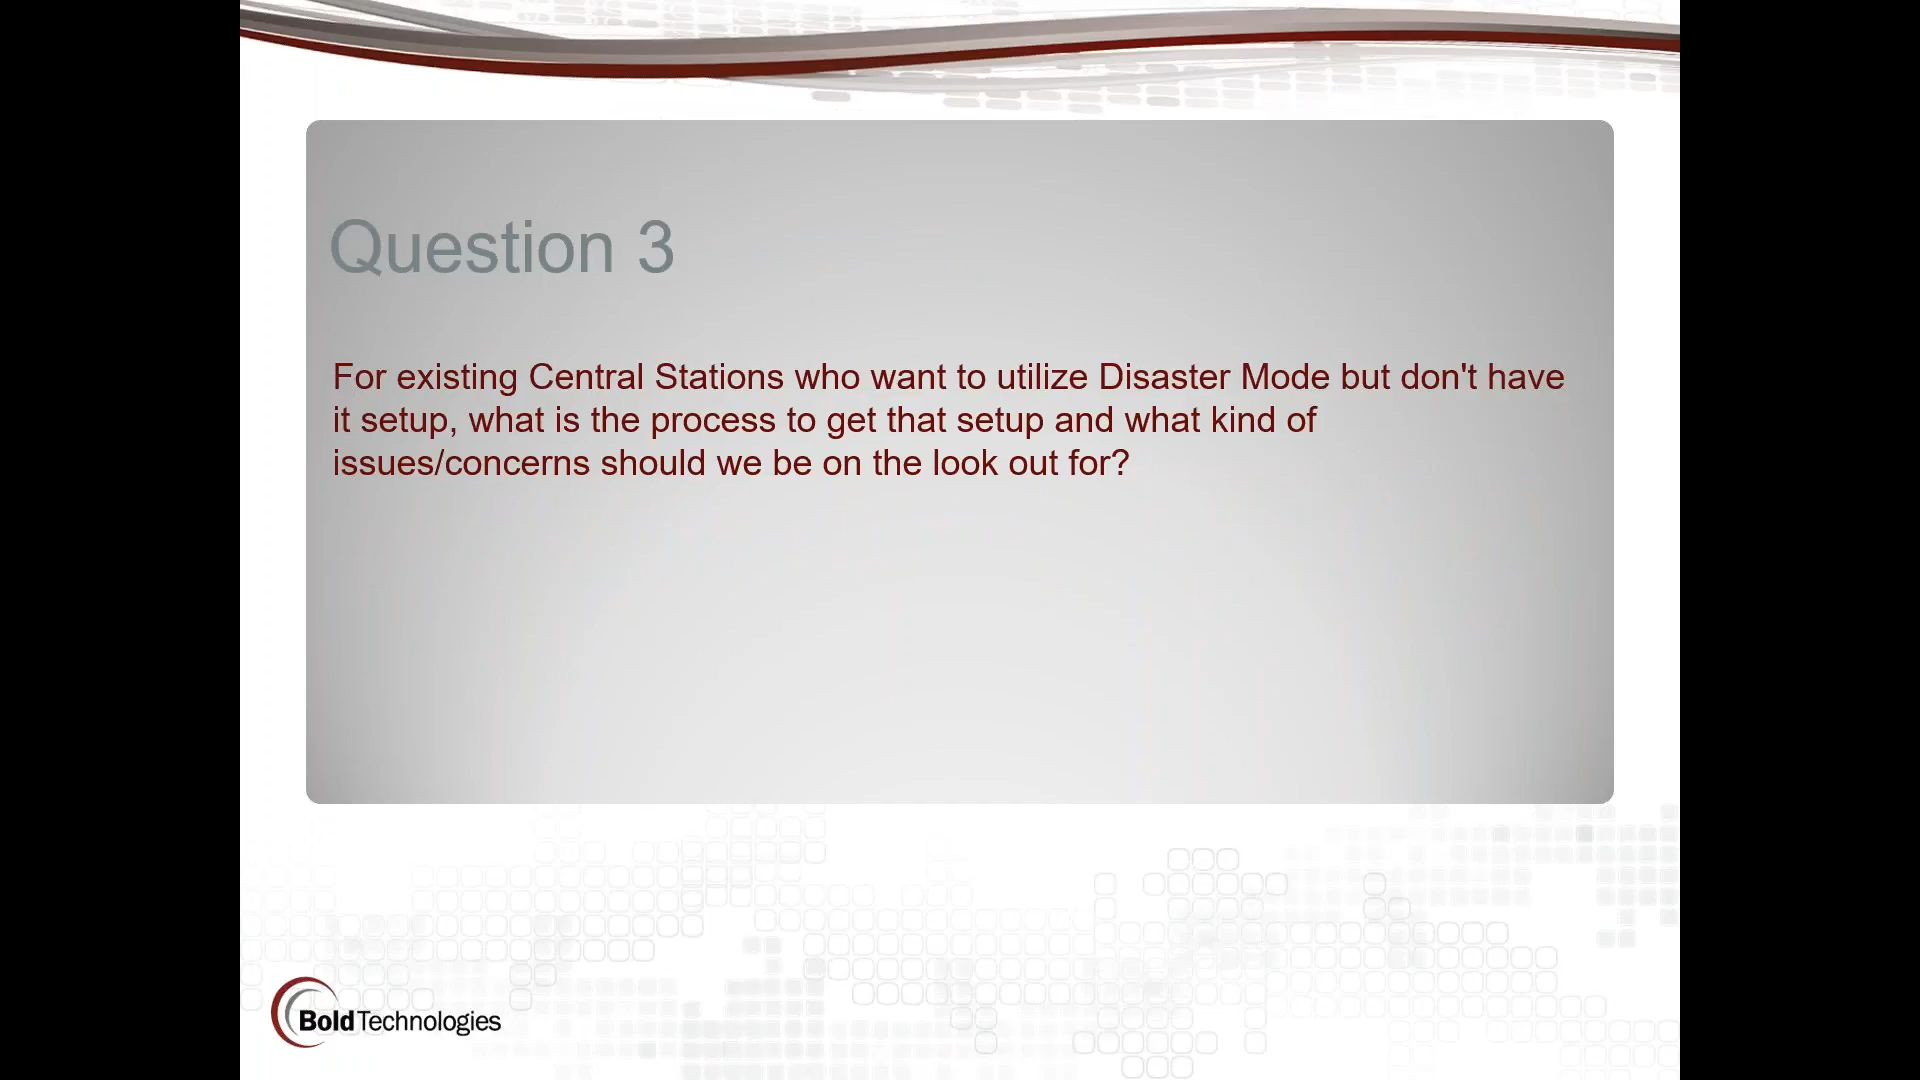 Question 3
For existing Central Stations who want to utilize Disaster Mode but don't have
it setup, what is the process to get that setup and what kind of
issues/concerns should we be on the look out for?
BoldTechnologies